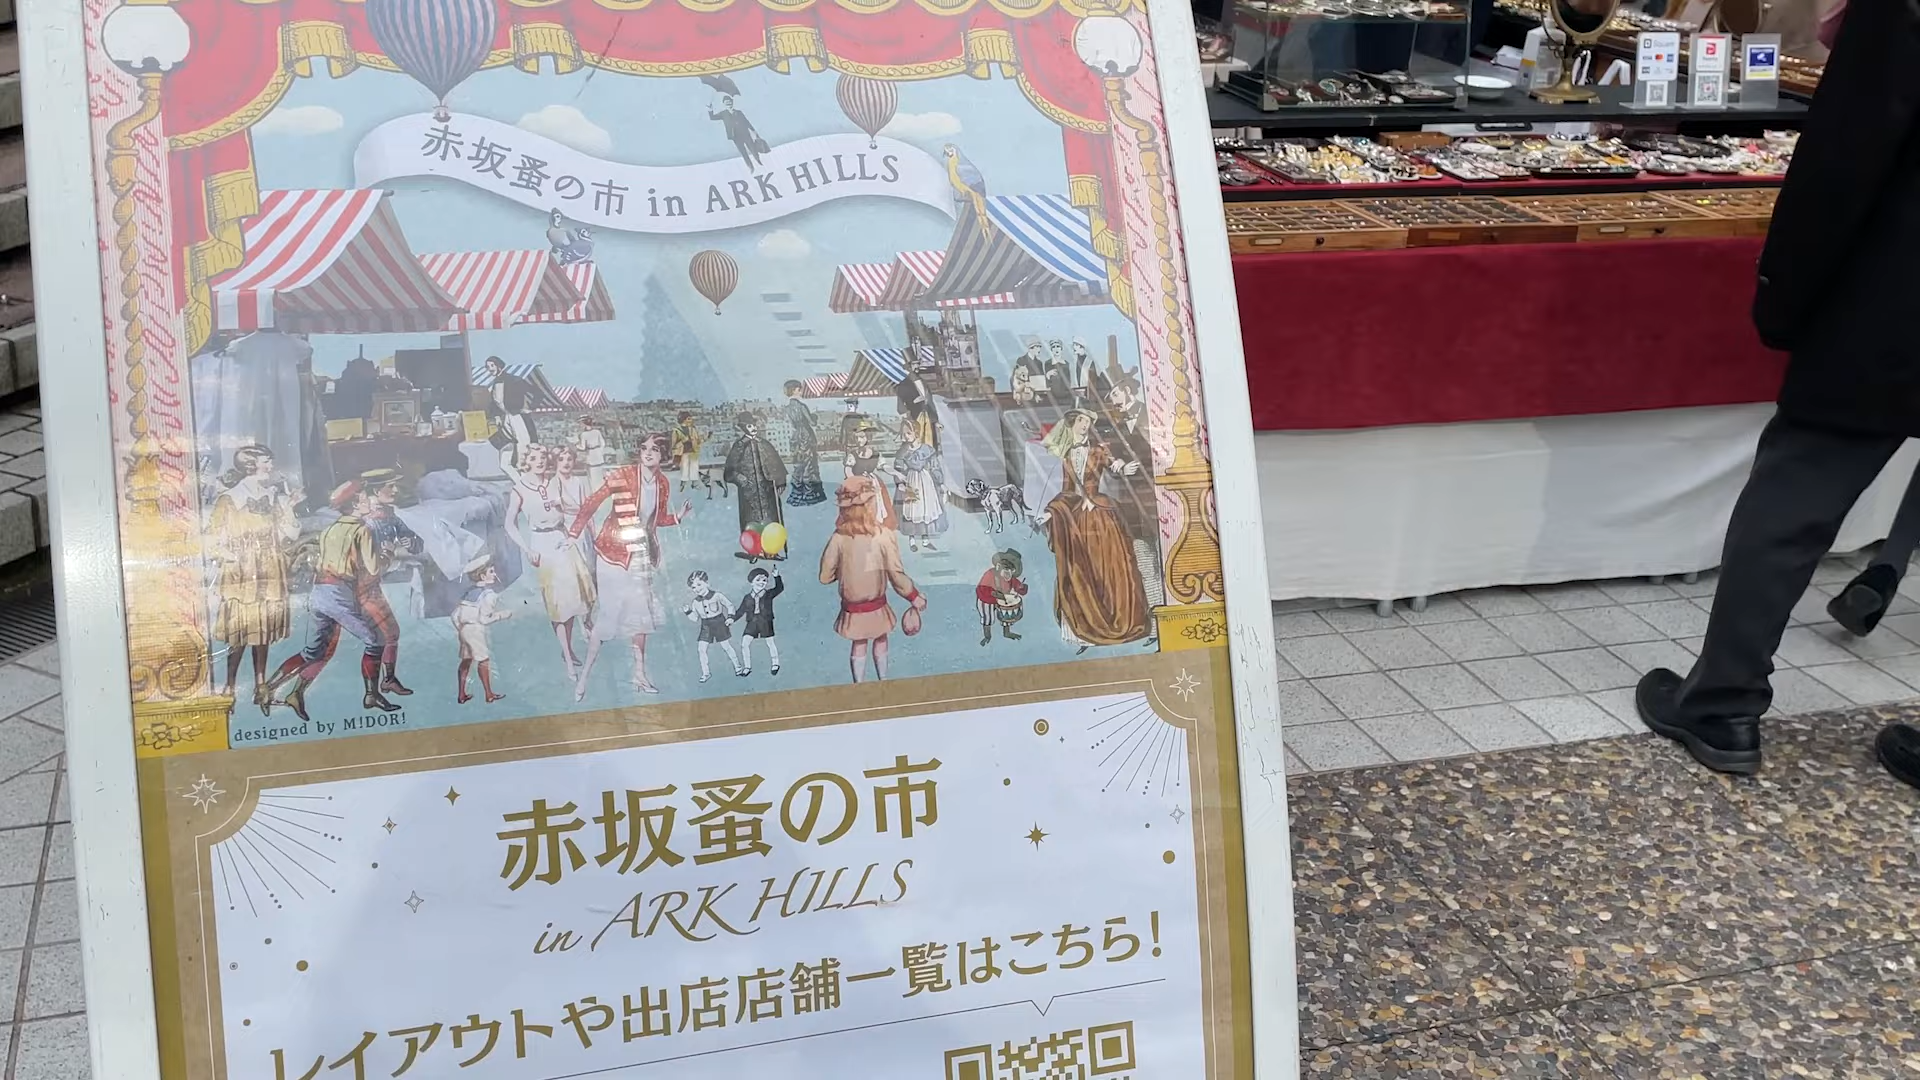 赤坂蚤の市 in ARK HILLS
designed by M!DOR!
赤坂蚤の市
in ARK HILLS
レイアウトや出店店舗一覧はこちら!
Square